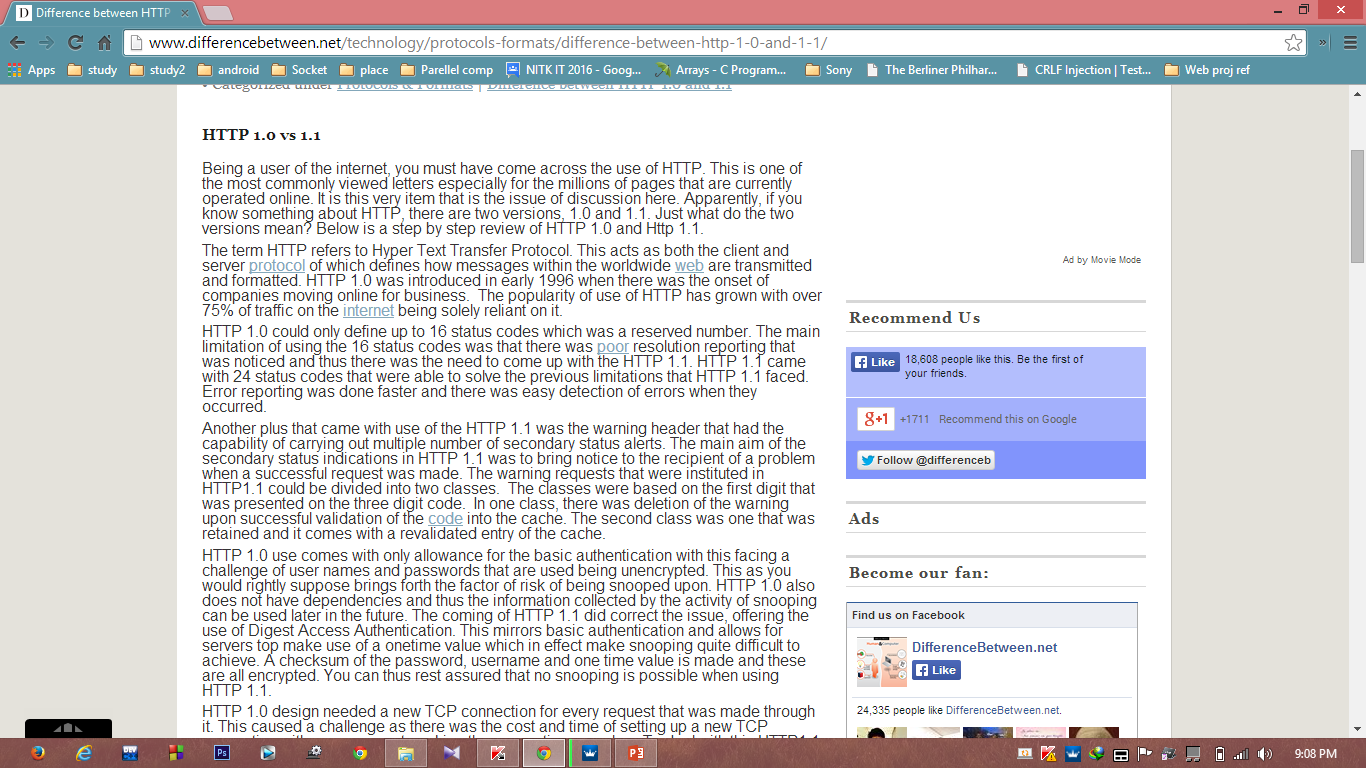 D Difference between HTTP
www.differencebetween.net/technology/protocols-formats/difference-between-http-1-0-and-1-1/
Apps study study2 android Socket place Parellel comp NITK IT 2016 - Goog... Arrays - C Program... Sony The Berliner Philhar... CRLF Injection | Test... Web proj ref
• Categorized under Protocols & Formats | Difference between HTTP 1.0 and 1.1
HTTP 1.0 vs 1.1
Being a user of the internet, you must have come across the use of HTTP. This is one of
the most commonly viewed letters especially for the millions of pages that are currently
operated online. It is this very item that is the issue of discussion here. Apparently, if you
know something about HTTP, there are two versions, 1.0 and 1.1. Just what do the two
versions mean? Below is a step by step review of HTTP 1.0 and Http 1.1.
The term HTTP refers to Hyper Text Transfer Protocol. This acts as both the client and
server protocol of which defines how messages within the worldwide web are transmitted
and formatted. HTTP 1.0 was introduced in early 1996 when there was the onset of
companies moving online for business.  The popularity of use of HTTP has grown with over
75% of traffic on the internet being solely reliant on it.
HTTP 1.0 could only define up to 16 status codes which was a reserved number. The main
limitation of using the 16 status codes was that there was poor resolution reporting that
was noticed and thus there was the need to come up with the HTTP 1.1. HTTP 1.1 came
with 24 status codes that were able to solve the previous limitations that HTTP 1.1 faced.
Error reporting was done faster and there was easy detection of errors when they
occurred.
Another plus that came with use of the HTTP 1.1 was the warning header that had the
capability of carrying out multiple number of secondary status alerts. The main aim of the
secondary status indications in HTTP 1.1 was to bring notice to the recipient of a problem
when a successful request was made. The warning requests that were instituted in
HTTP1.1 could be divided into two classes.  The classes were based on the first digit that
was presented on the three digit code.  In one class, there was deletion of the warning
upon successful validation of the code into the cache. The second class was one that was
retained and it comes with a revalidated entry of the cache.
HTTP 1.0 use comes with only allowance for the basic authentication with this facing a
challenge of user names and passwords that are used being unencrypted. This as you
would rightly suppose brings forth the factor of risk of being snooped upon. HTTP 1.0 also
does not have dependencies and thus the information collected by the activity of snooping
can be used later in the future. The coming of HTTP 1.1 did correct the issue, offering the
use of Digest Access Authentication. This mirrors basic authentication and allows for
servers top make use of a onetime value which in effect make snooping quite difficult to
achieve. A checksum of the password, username and one time value is made and these
are all encrypted. You can thus rest assured that no snooping is possible when using
HTTP 1.1.
HTTP 1.0 design needed a new TCP connection for every request that was made through
it. This caused a challenge as there was the cost and time of setting up a new TCP
Ad by Movie Mode
Recommend Us
Like 18,608 people like this. Be the first of
your friends.
g+1 +1711 Recommend this on Google
Follow @differenceb
Ads
Become our fan:
Find us on Facebook
DifferenceBetween.net
Like
24,335 people like DifferenceBetween.net.
Ps
P3
9:08 PM